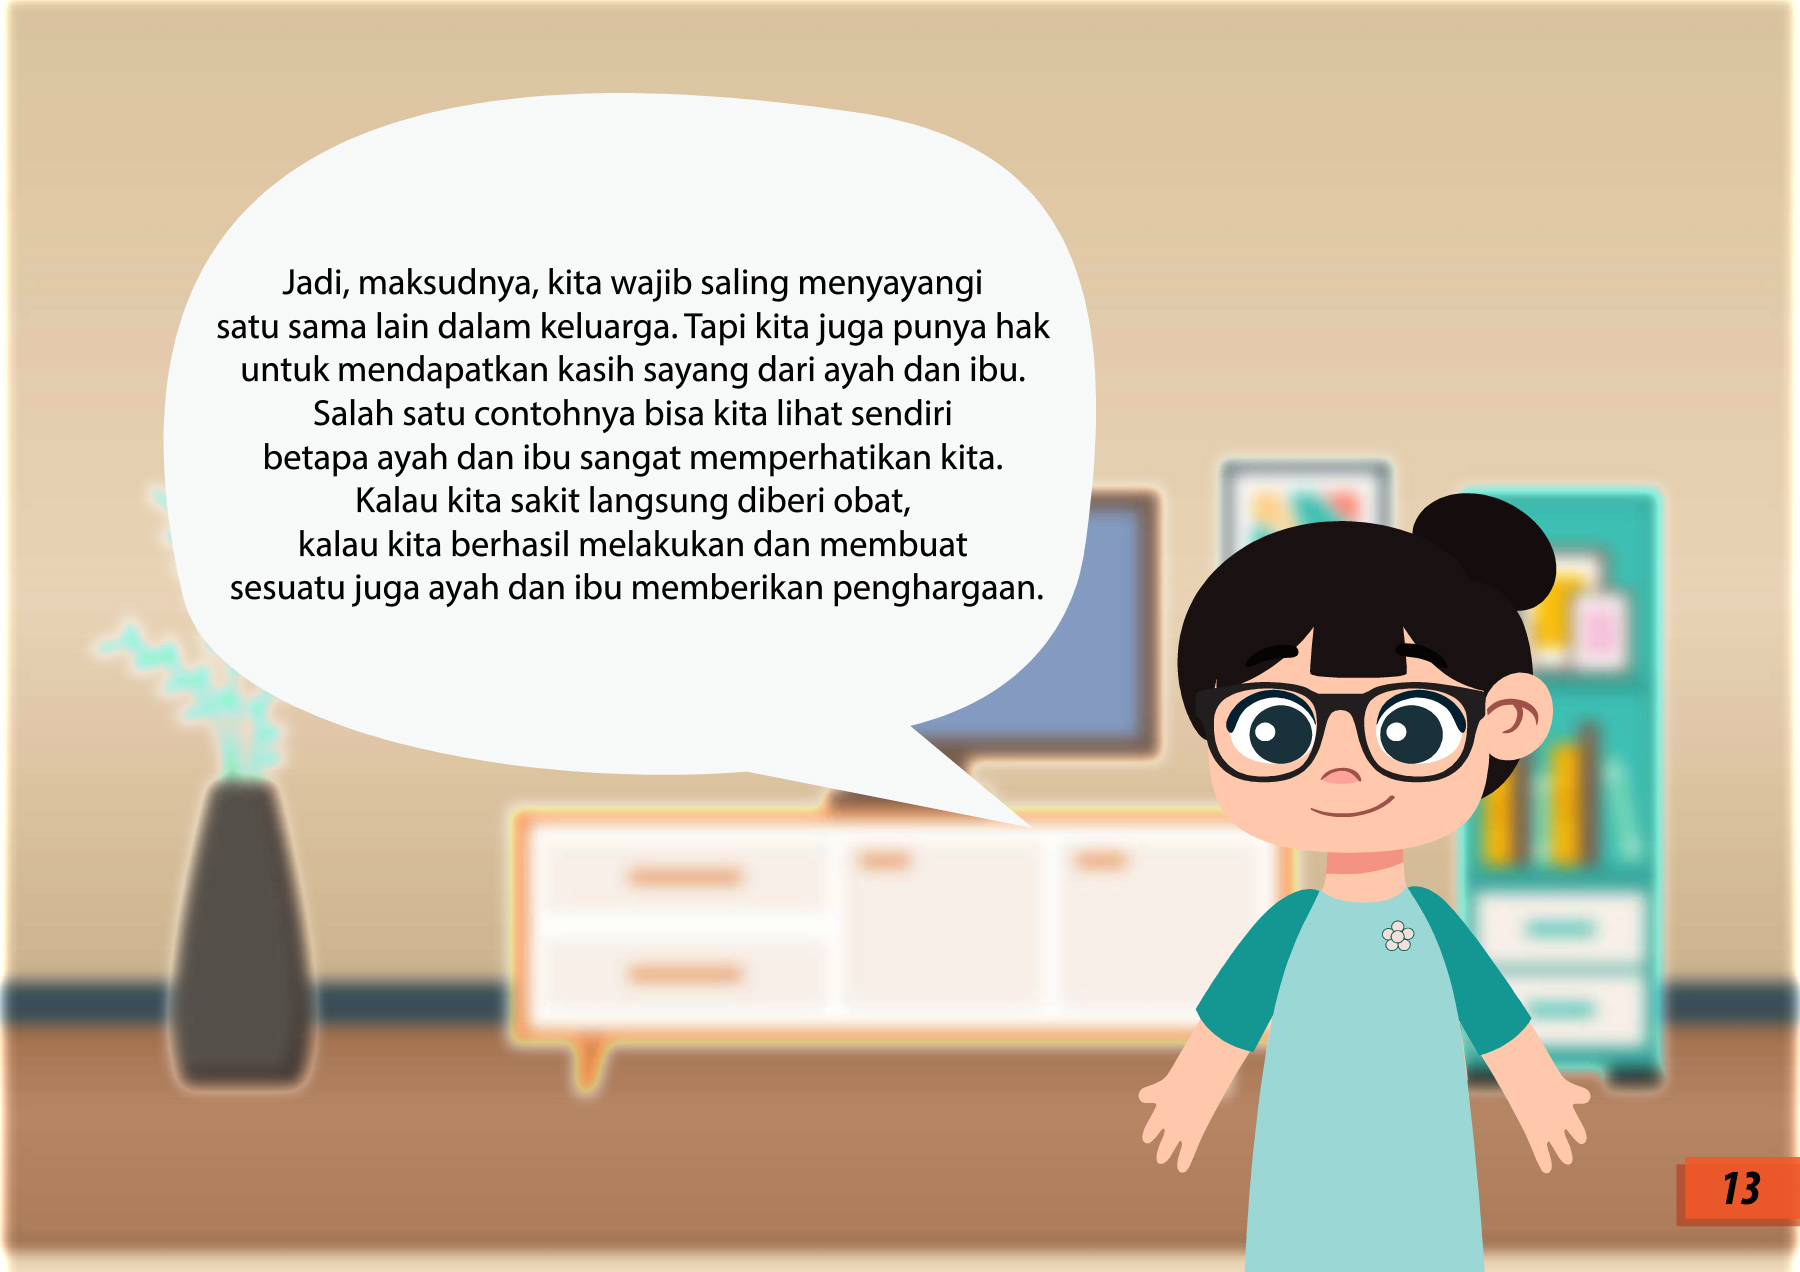 Jadi, maksudnya, kita wajib saling menyayangi
satu sama lain dalam keluarga. Tapi kita juga punya hak
untuk mendapatkan kasih sayang dari ayah dan ibu.
Salah satu contohnya bisa kita lihat sendiri
betapa ayah dan ibu sangat memperhatikan kita.
Kalau kita sakit langsung diberi obat,
kalau kita berhasil melakukan dan membuat
sesuatu juga ayah dan ibu memberikan penghargaan.
13